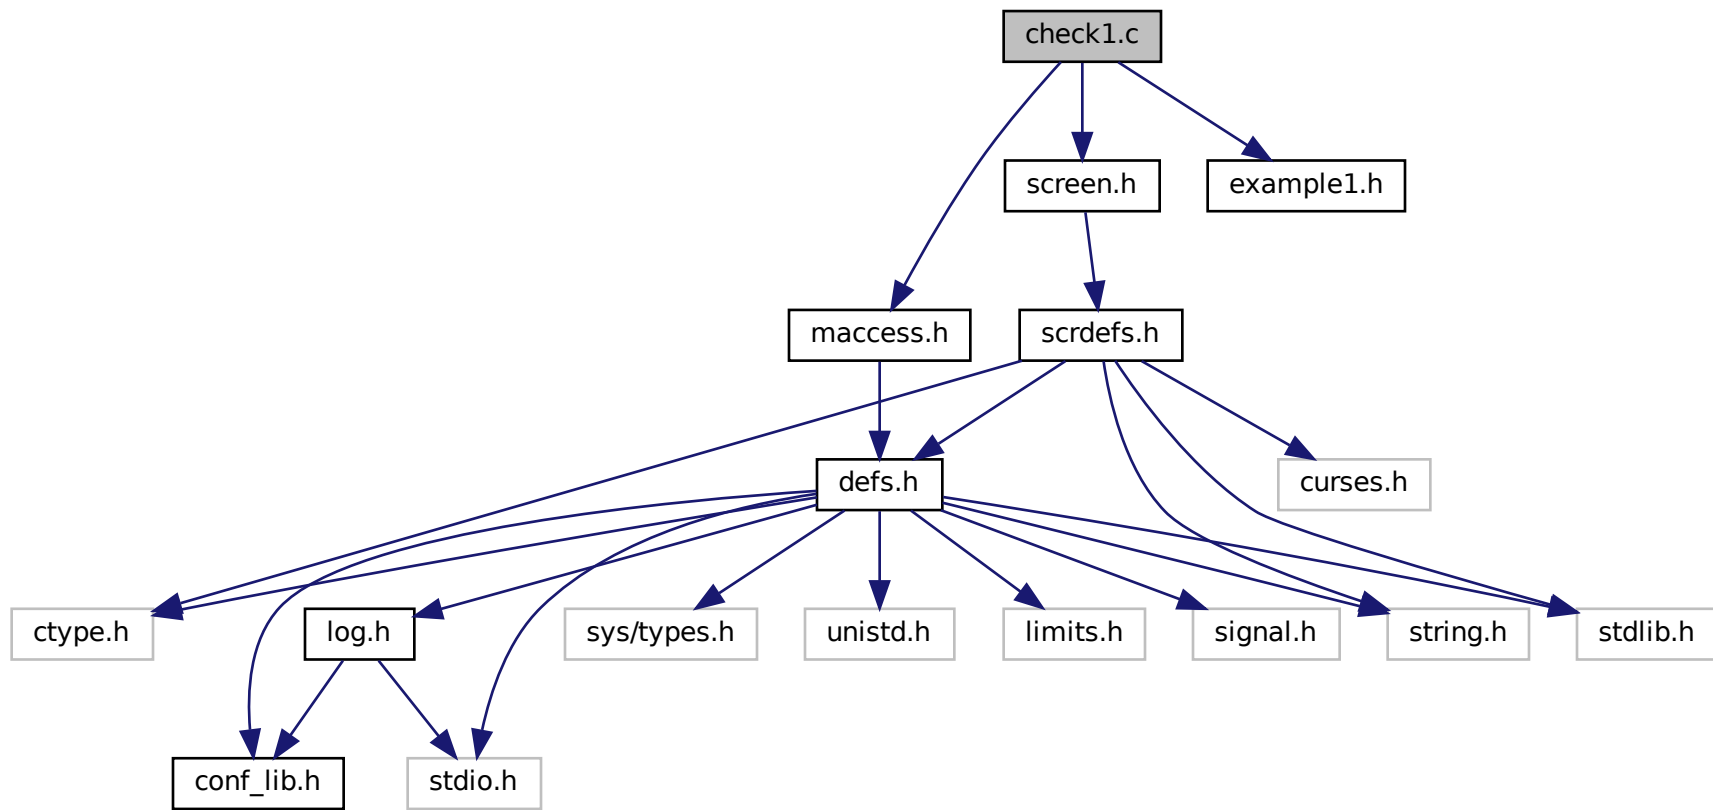 check1.c
screen.h
example1.h
maccess.h
scrdefs.h
defs.h
curses.h
ctype.h
log.h
sys/types.h
unistd.h
limits.h
signal.h
string.h
stdlib.h
conf_lib.h
stdio.h